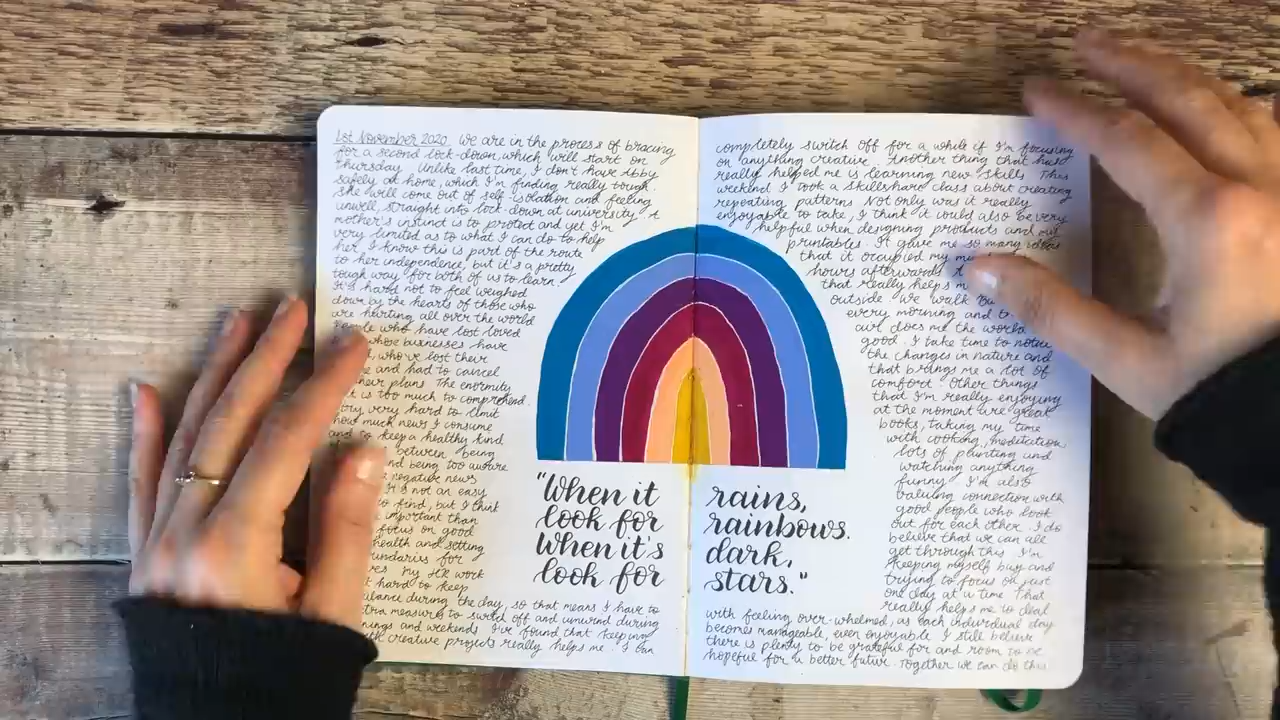 1st November 2020. We are in the process of bracing
for a second lock-down, which will start on
Thursday. Unlike last time, I don't have Ibby
safely at home, which I'm finding really tough.
She will come out of self-isolation and feeling
unwell, straight into lock-down at university. A
mother's instinct is to protect and yet I'm
very limited as to what I can do to help
her, I know this is part of the route
to her independence, but it's a pretty
tough way for both of us to learn.
It's hard not to feel weighed
down by the hearts of those who
are hurting all over the world
People who have lost loved
whose businesses have
who've lost their
and had to cancel
their plans. The enormity
is too much to comprehend.
try very hard to limit
how much news I consume
and to keep a healthy kind
between being
and being too aware
negative news
It's not an easy
to find, but I think
important than
focus on good
health and setting
for
my work
hard to keep
balance during the day, so that means I have to
measures to switch off and unwind during
and weekends. I've found that keeping
creative projects really helps me. I can
"When it
look for
When it's
look for
completely switch off for a while if I'm focusing
on anything creative. Another thing that has
really helped me is learning new skills. This
weekend I took a Skillshare class about creating
repeating patterns. Not only was it really
enjoyable to take, I think it could also be very
helpful when designing products and
printables. It gave me so many ideas
that it occupied my
hours afterwards.
that really helps
outside. We walk
every morning and
does me the world
good. I take time to notice
the changes in nature and
that brings me a lot of
comfort. Other things
that I'm really enjoying
at the moment are great
books, taking my time
with cooking, meditation
lots of planting and
watching anything
funny. I'm also
valuing connection with
good people who look
out for each other. I do
believe that we can all
get through this. I'm
keeping myself busy and
trying to focus on just
one day at a time. That
really helps me to deal
rains,
rainbows.
dark,
stars."
with feeling over-whelmed, as each individual day
becomes manageable, even enjoyable. I still believe
there is plenty to be grateful for and room to be
hopeful for a better future. Together we can do this